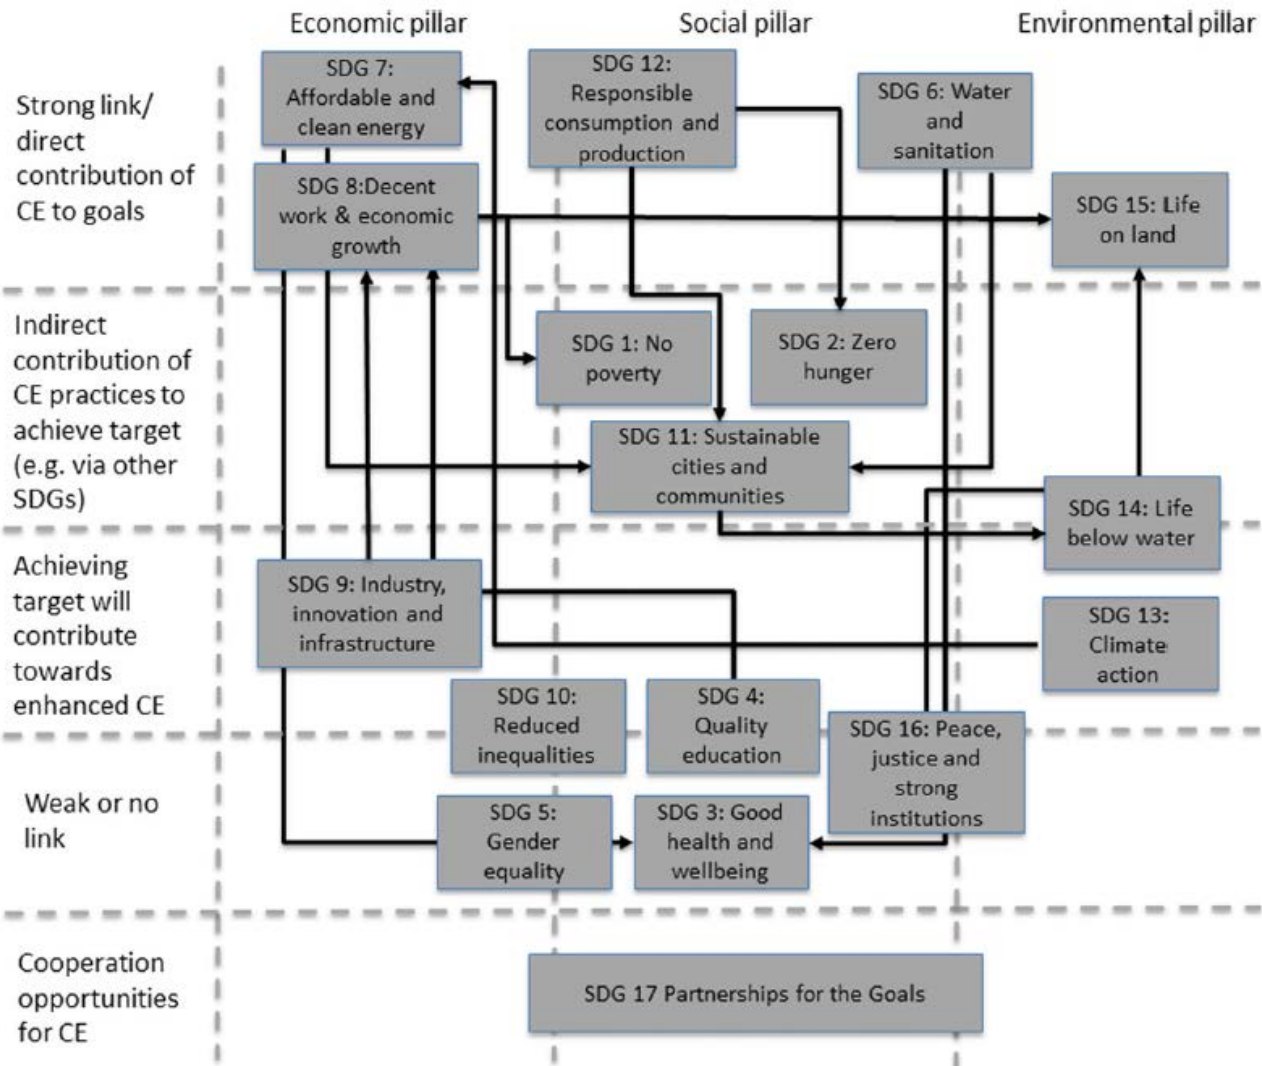 Economic pillar
Social pillar
Environmental pillar
Strong link/
direct
contribution of
CE to goals
SDG 7:
Affordable and
clean energy
SDG 12:
Responsible
consumption and
production
SDG 6: Water
and
sanitation
SDG 8:Decent
work & economic
growth
SDG 15: Life
on land
Indirect
contribution of
CE practices to
achieve target
(e.g. via other
SDGs)
SDG 1: No
poverty
SDG 2: Zero
hunger
SDG 11: Sustainable
cities and
communities
SDG 14: Life
below water
Achieving
target will
contribute
towards
enhanced CE
SDG 9: Industry,
innovation and
infrastructure
SDG 13:
Climate
action
SDG 10:
Reduced
inequalities
SDG 4:
Quality
education
SDG 16: Peace,
justice and
strong
institutions
Weak or no
link
SDG 5:
Gender
equality
SDG 3: Good
health and
wellbeing
Cooperation
opportunities
for CE
SDG 17 Partnerships for the Goals